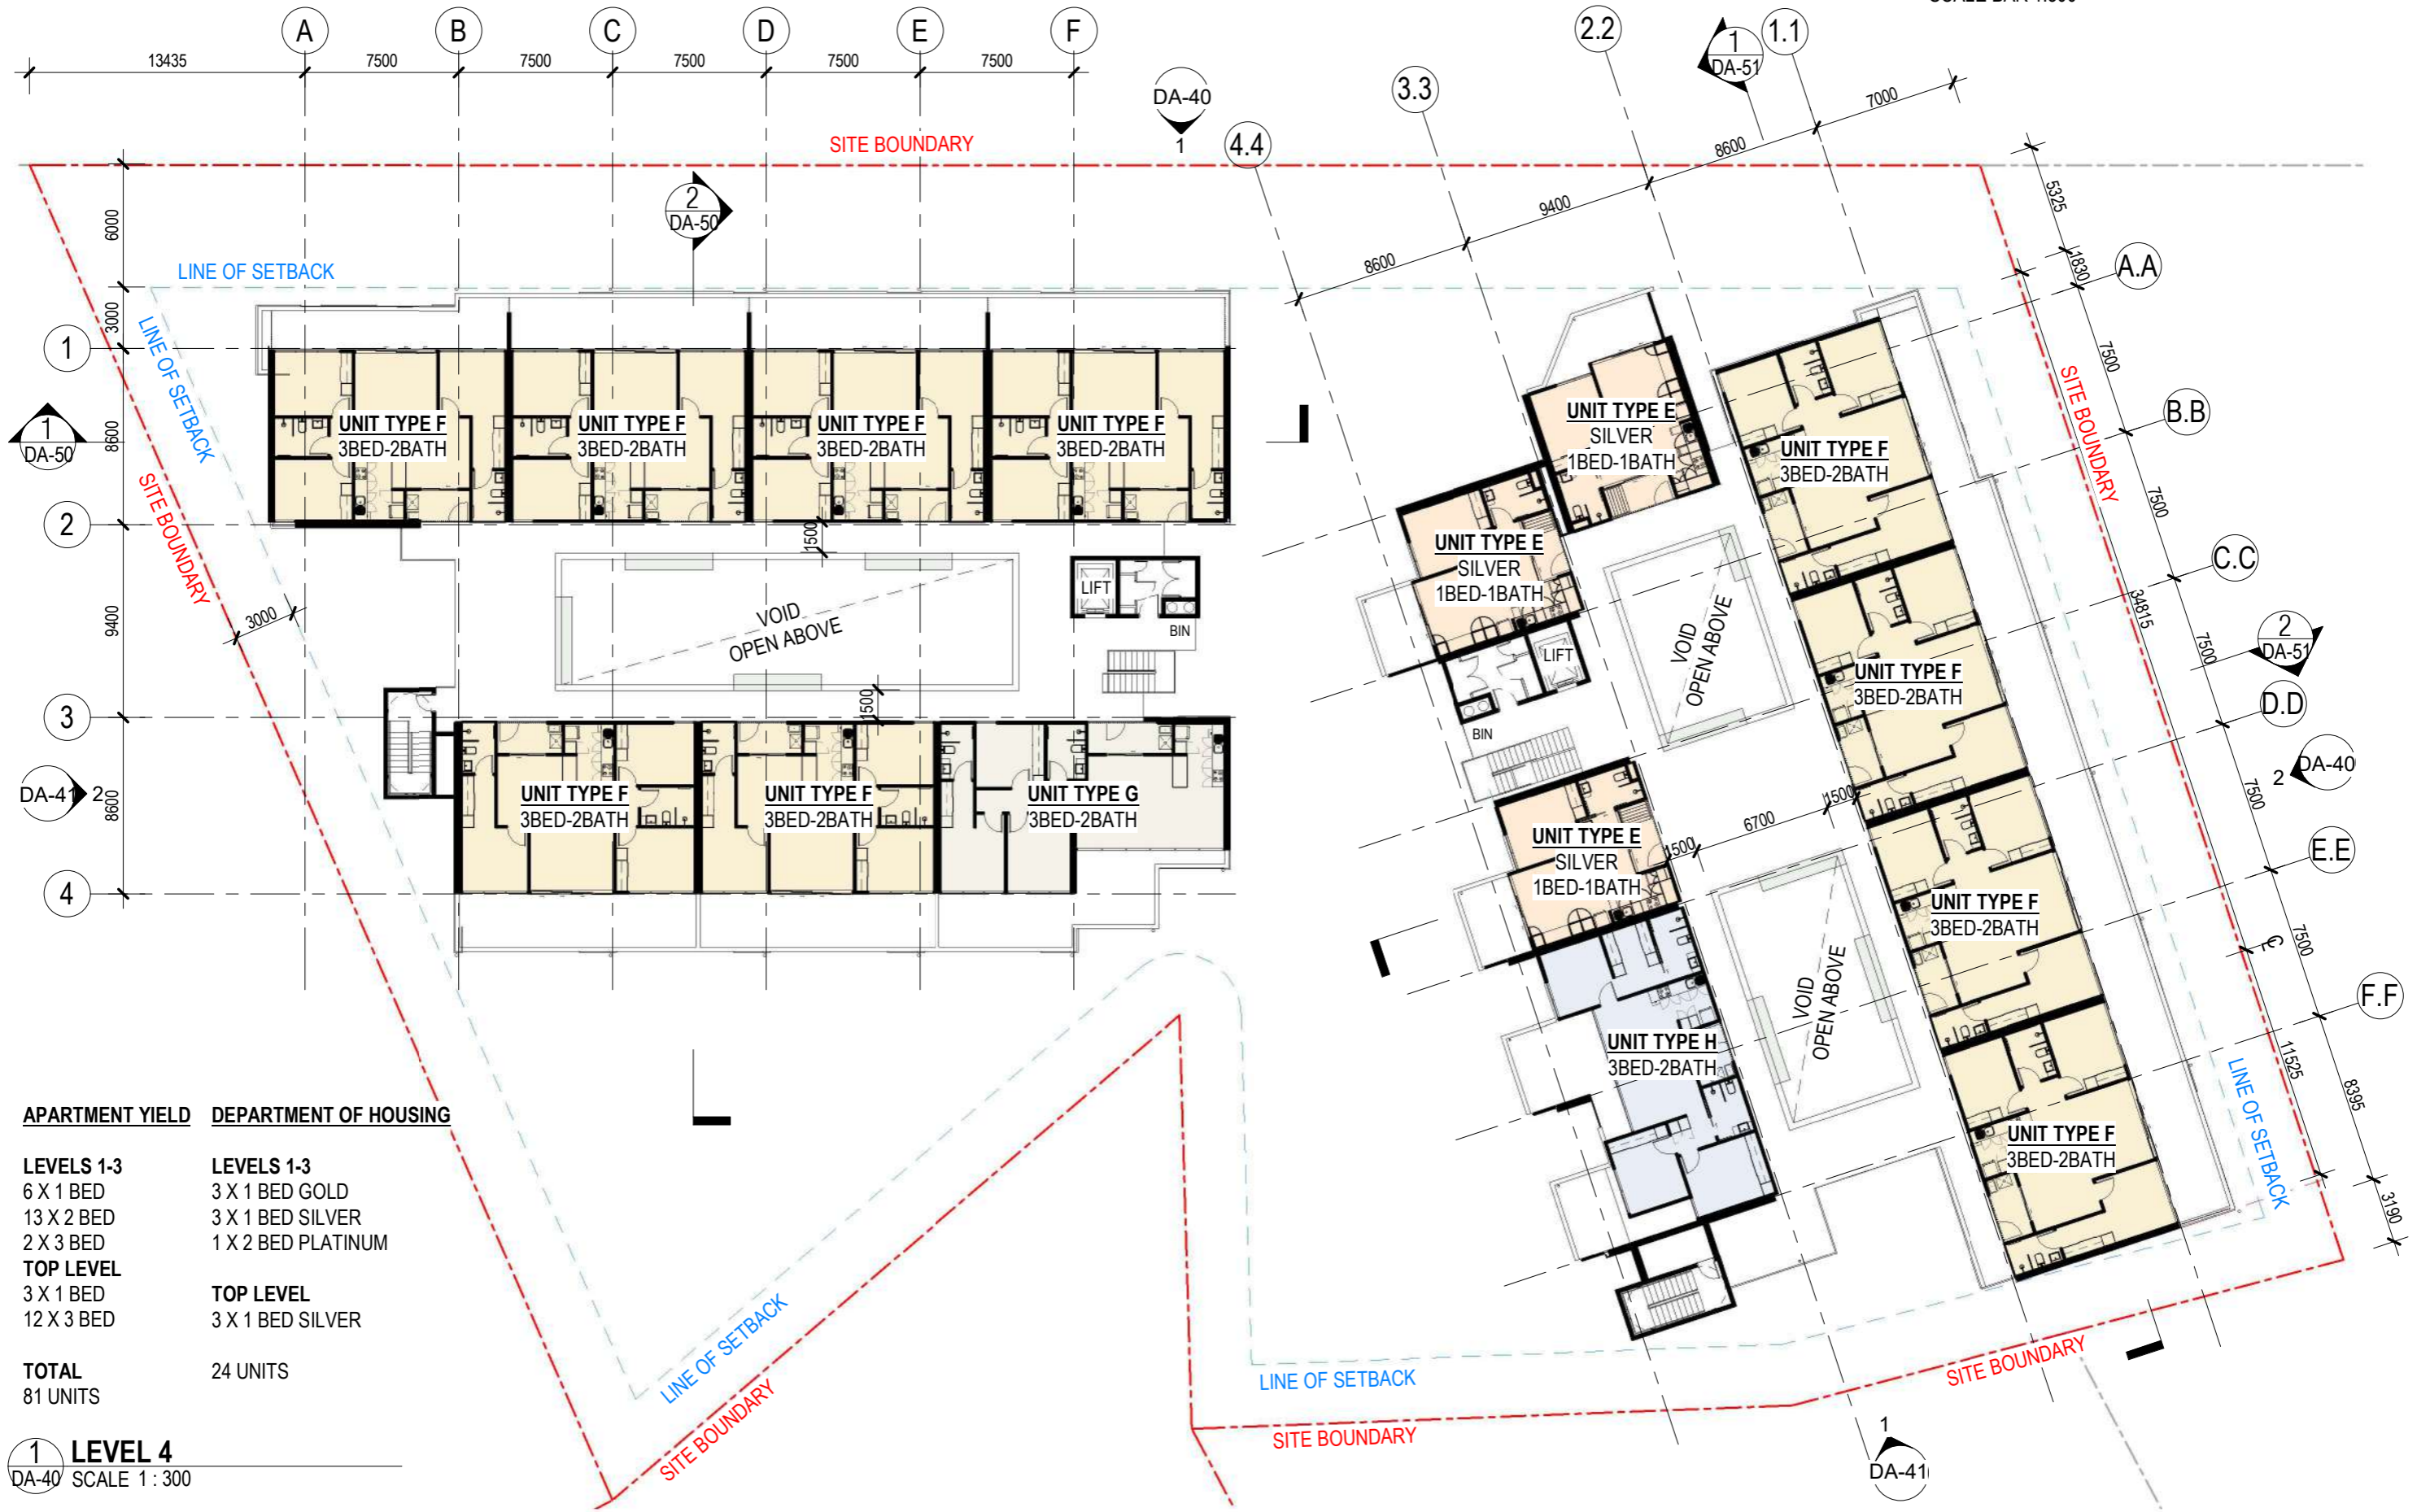 A
B
C
D
E
F
13435
7500
7500
7500
7500
7500
DA-40
1
4.4
3.3
2.2
1
DA-51
1.1
7000
8600
9400
8600
SITE BOUNDARY
2
DA-50
6000
3000
LINE OF SETBACK
LINE OF SETBACK
5325
1830
A.A
7500
B.B
7500
C.C
34815
7500
2
DA-51
D.D
7500
DA-40
2
E.E
7500
F.F
11525
8395
3190
SITE BOUNDARY
LINE OF SETBACK
1
1
DA-50
8600
2
9400
3
DA-41
2
8600
4
SITE BOUNDARY
3000
UNIT TYPE F
3BED-2BATH
UNIT TYPE F
3BED-2BATH
UNIT TYPE F
3BED-2BATH
UNIT TYPE F
3BED-2BATH
1500
VOID
OPEN ABOVE
LIFT
BIN
1500
UNIT TYPE F
3BED-2BATH
UNIT TYPE F
3BED-2BATH
UNIT TYPE G
3BED-2BATH
UNIT TYPE E
SILVER
1BED-1BATH
UNIT TYPE E
SILVER
1BED-1BATH
LIFT
BIN
VOID
OPEN ABOVE
UNIT TYPE F
3BED-2BATH
UNIT TYPE F
3BED-2BATH
UNIT TYPE E
SILVER
1BED-1BATH
1500
6700
1500
UNIT TYPE F
3BED-2BATH
VOID
OPEN ABOVE
UNIT TYPE H
3BED-2BATH
UNIT TYPE F
3BED-2BATH
LINE OF SETBACK
SITE BOUNDARY
LINE OF SETBACK
SITE BOUNDARY
SITE BOUNDARY
1
DA-41
APARTMENT YIELD
LEVELS 1-3
6 X 1 BED
13 X 2 BED
2 X 3 BED
TOP LEVEL
3 X 1 BED
12 X 3 BED
TOTAL
81 UNITS
DEPARTMENT OF HOUSING
LEVELS 1-3
3 X 1 BED GOLD
3 X 1 BED SILVER
1 X 2 BED PLATINUM
TOP LEVEL
3 X 1 BED SILVER
24 UNITS
1
DA-40
LEVEL 4
SCALE 1 : 300